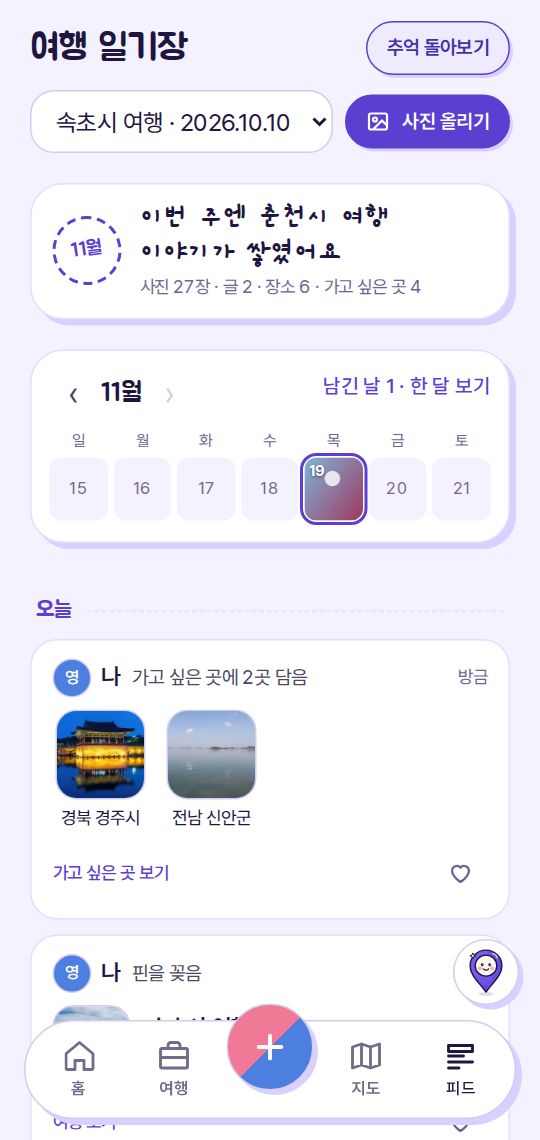 여행 일기장
추억 돌아보기
속초시 여행 · 2026.10.10
사진 올리기
11월
이번 주엔 춘천시 여행
이야기가 쌓였어요
사진 27장 · 글 2 · 장소 6 · 가고 싶은 곳 4
‹ 11월 ›
남긴 날 1 · 한 달 보기
일 월 화 수 목 금 토
15 16 17 18 19 20 21
오늘
영 나 가고 싶은 곳에 2곳 담음 방금
경북 경주시 전남 신안군
가고 싶은 곳 보기
영 나 핀을 꽂음
홈 여행 지도 피드